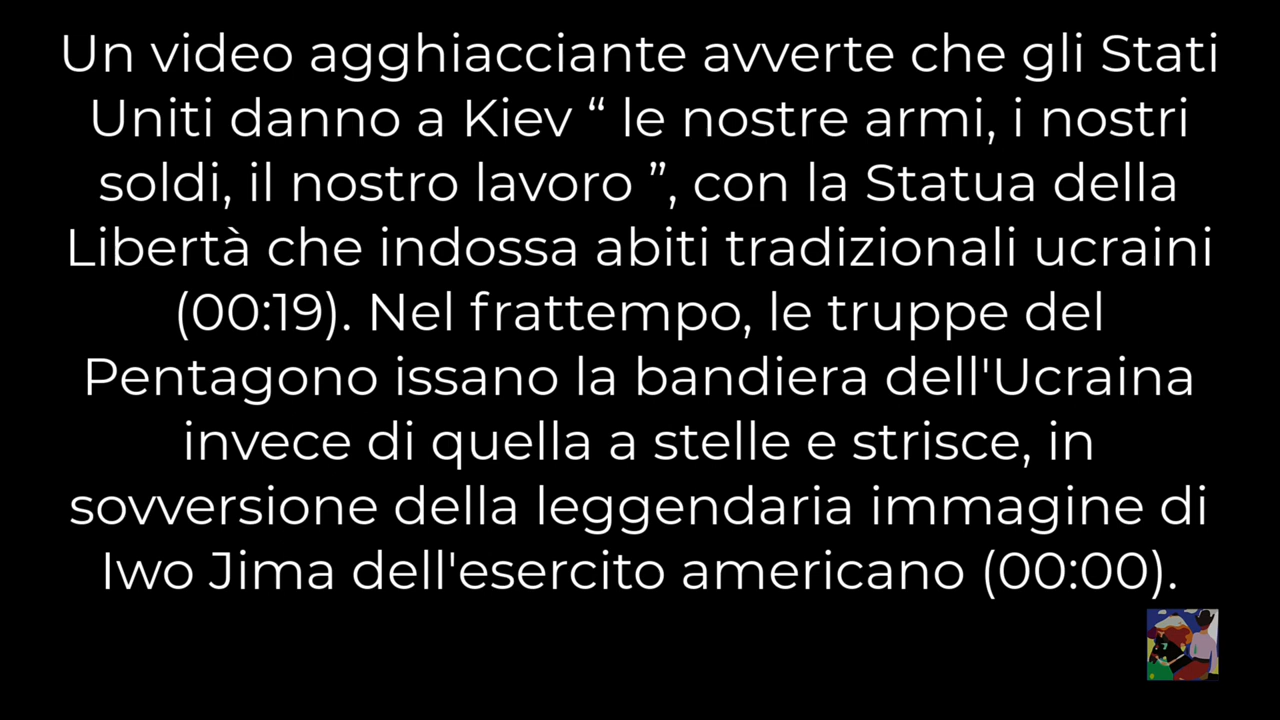 Un video agghiacciante avverte che gli Stati
Uniti danno a Kiev “ le nostre armi, i nostri
soldi, il nostro lavoro ”, con la Statua della
Libertà che indossa abiti tradizionali ucraini
(00:19). Nel frattempo, le truppe del
Pentagono issano la bandiera dell'Ucraina
invece di quella a stelle e strisce, in
sovversione della leggendaria immagine di
Iwo Jima dell'esercito americano (00:00).